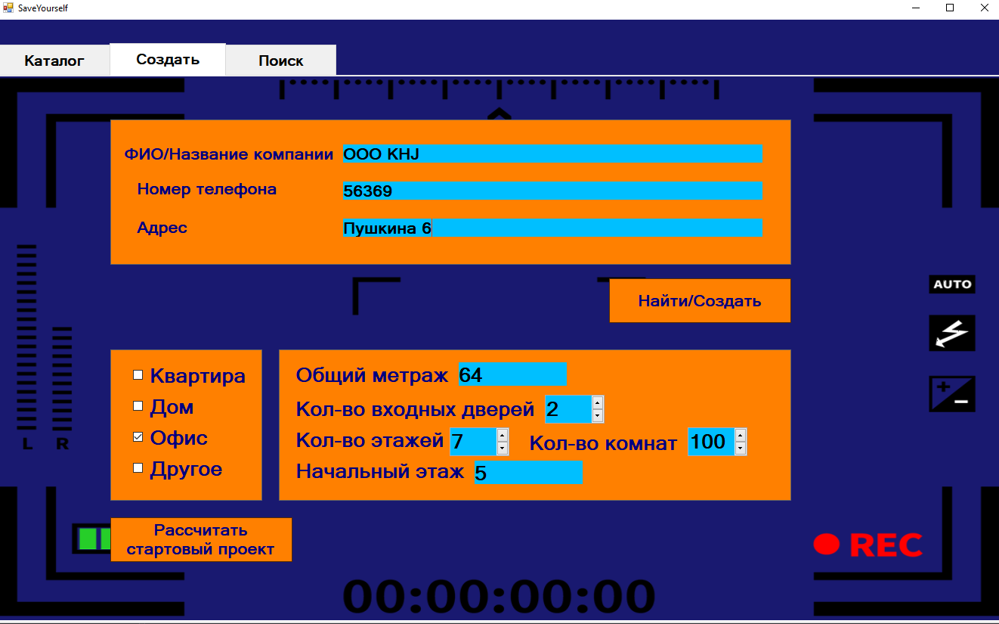 SaveYourself
Каталог
Создать
Поиск
ФИО/Название компании
ООО KHJ
Номер телефона
56369
Адрес
Пушкина 6
Найти/Создать
AUTO
Квартира
Дом
Офис
Другое
Общий метраж 64
Кол-во входных дверей 2
Кол-во этажей 7 Кол-во комнат 100
Начальный этаж 5
L R
Рассчитать
стартовый проект
REC
00:00:00:00